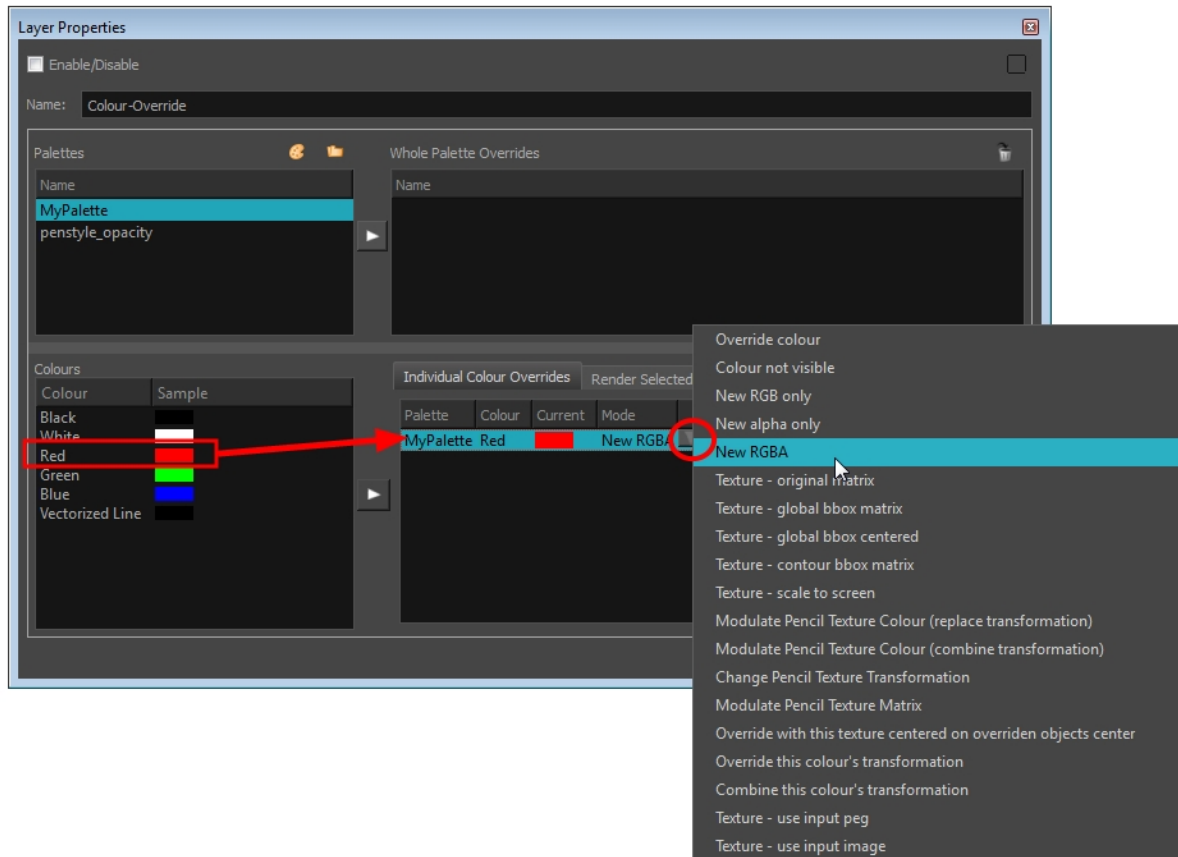 Layer Properties
Enable/Disable
Name: Colour-Override
Palettes
Whole Palette Overrides
Name
Name
MyPalette
penstyle_opacity
Colours
Colour Sample
Black
White
Red
Green
Blue
Vectorized Line
Individual Colour Overrides Render Selected
Palette Colour Current Mode
MyPalette Red New RGBA
Override colour
Colour not visible
New RGB only
New alpha only
New RGBA
Texture - original matrix
Texture - global bbox matrix
Texture - global bbox centered
Texture - contour bbox matrix
Texture - scale to screen
Modulate Pencil Texture Colour (replace transformation)
Modulate Pencil Texture Colour (combine transformation)
Change Pencil Texture Transformation
Modulate Pencil Texture Matrix
Override with this texture centered on overriden objects center
Override this colour's transformation
Combine this colour's transformation
Texture - use input peg
Texture - use input image